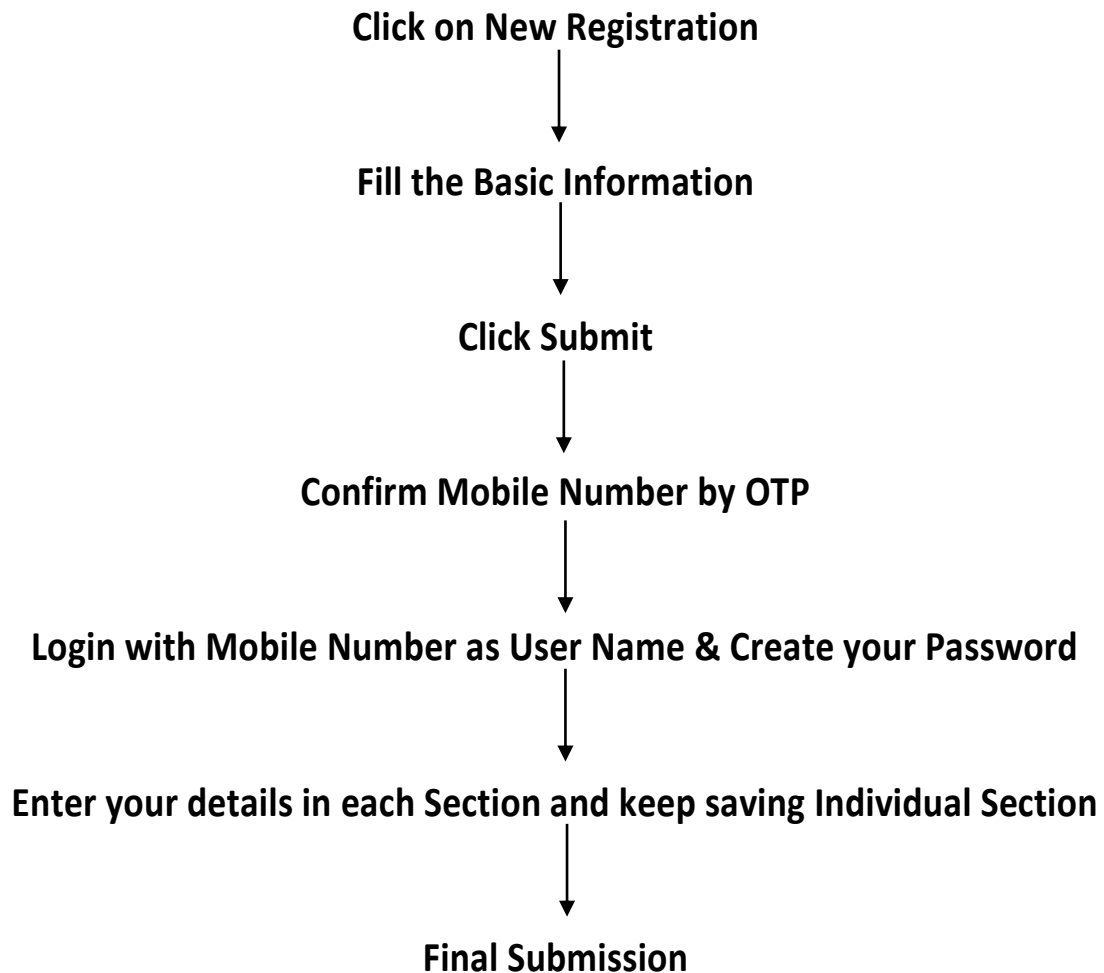 Click on New Registration
Fill the Basic Information
Click Submit
Confirm Mobile Number by OTP
Login with Mobile Number as User Name & Create your Password
Enter your details in each Section and keep saving Individual Section
Final Submission